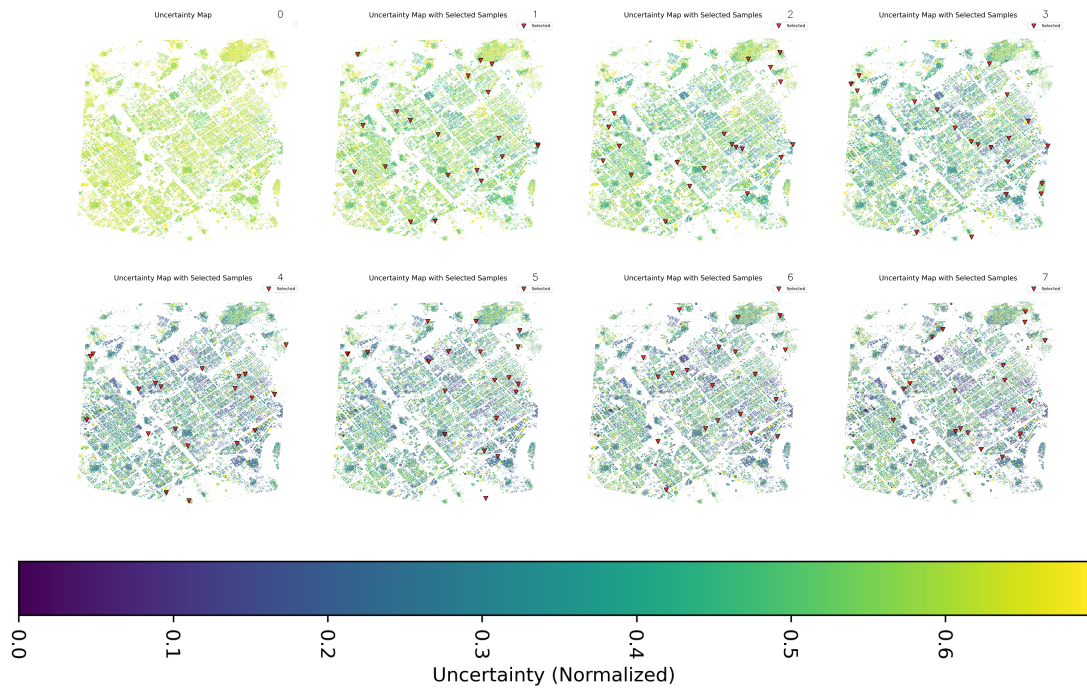 Uncertainty Map 0
Uncertainty Map with Selected Samples 1
Selected
Uncertainty Map with Selected Samples 2
Selected
Uncertainty Map with Selected Samples 3
Selected
Uncertainty Map with Selected Samples 4
Selected
Uncertainty Map with Selected Samples 5
Selected
Uncertainty Map with Selected Samples 6
Selected
Uncertainty Map with Selected Samples 7
Selected
0.0 0.1 0.2 0.3 0.4 0.5 0.6
Uncertainty (Normalized)